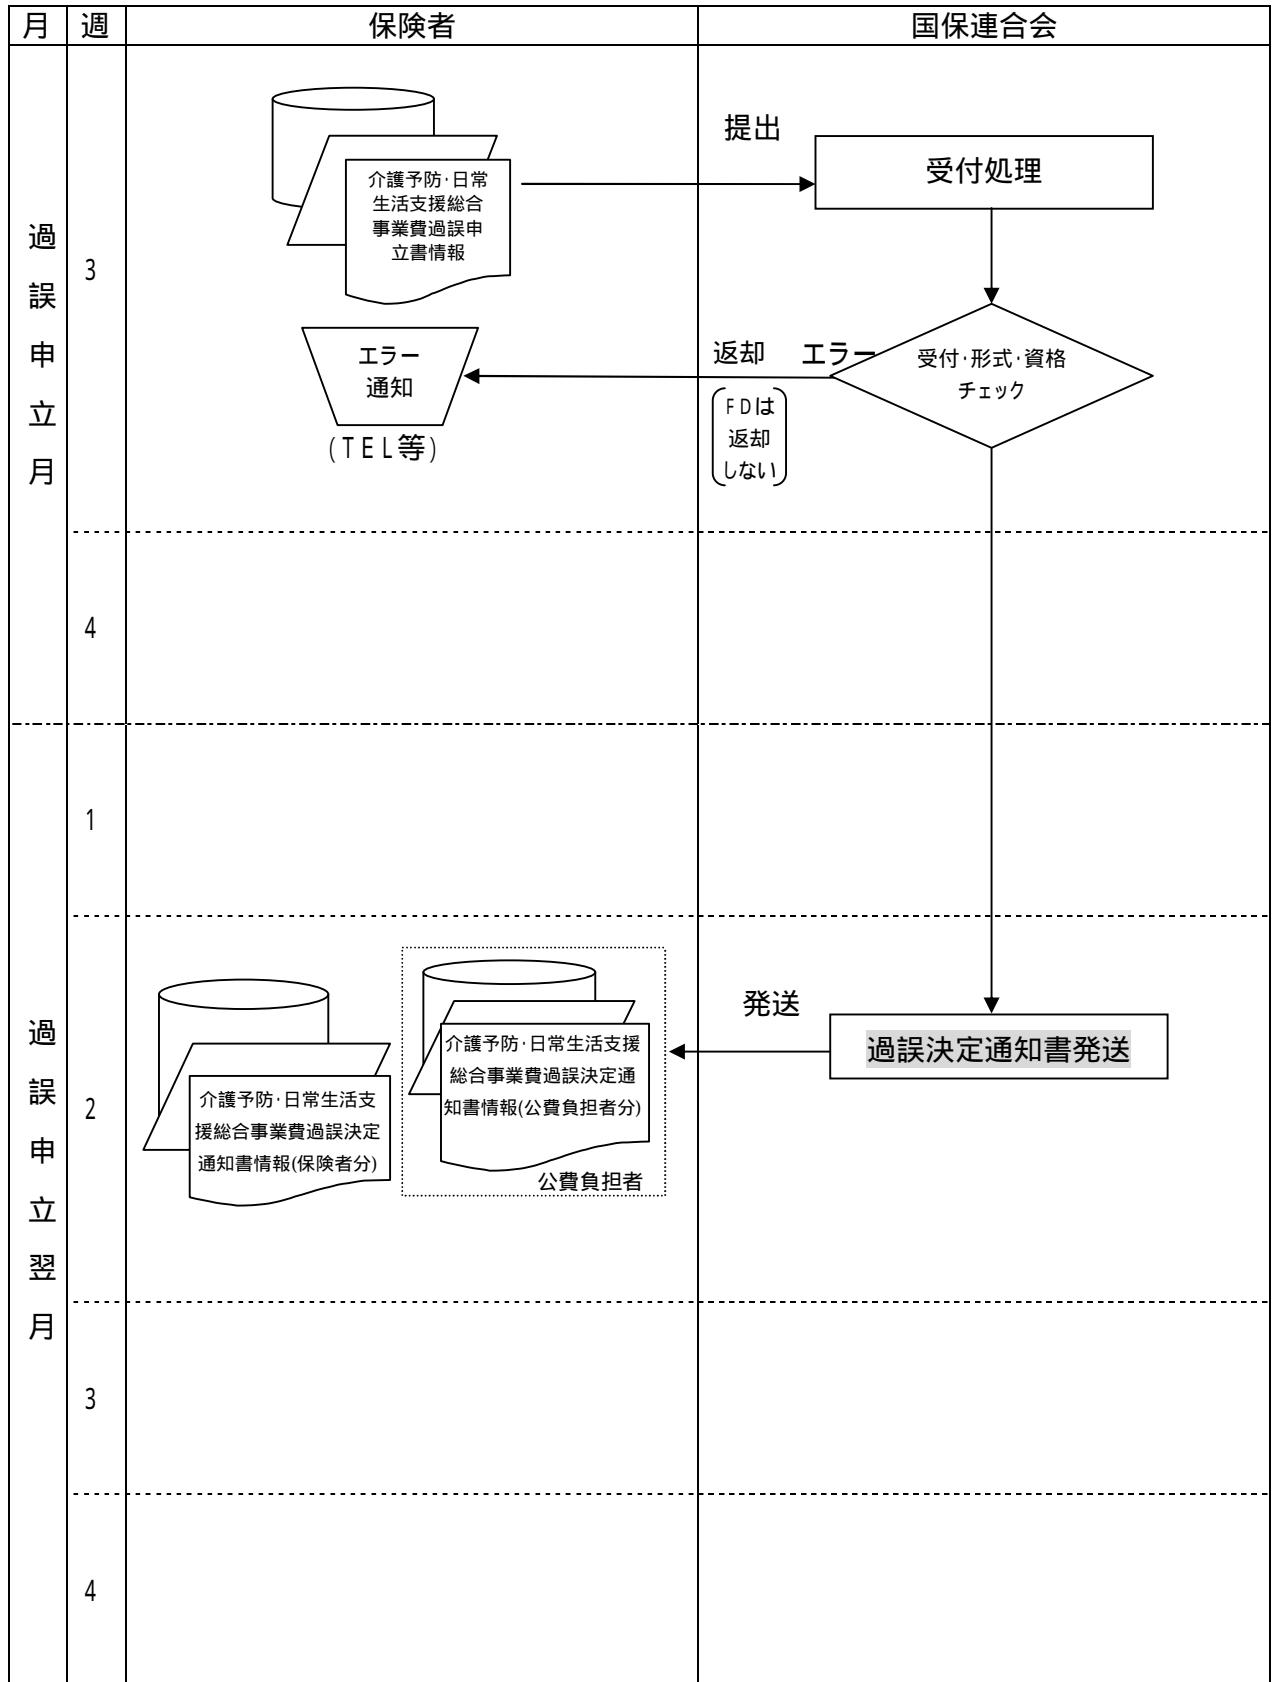 月 週 保険者 国保連合会
過誤申立月
3
介護予防・日常
生活支援総合
事業費過誤申
立書情報
提出
受付処理
エラー
通知
(TEL等)
返却 エラー
FDは
返却
しない
受付・形式・資格
チェック
4
過誤申立翌月
1
2
介護予防・日常生活支
援総合事業費過誤決定
通知書情報(保険者分)
介護予防・日常生活支援
総合事業費過誤決定通
知書情報(公費負担者分)
公費負担者
発送
過誤決定通知書発送
3
4